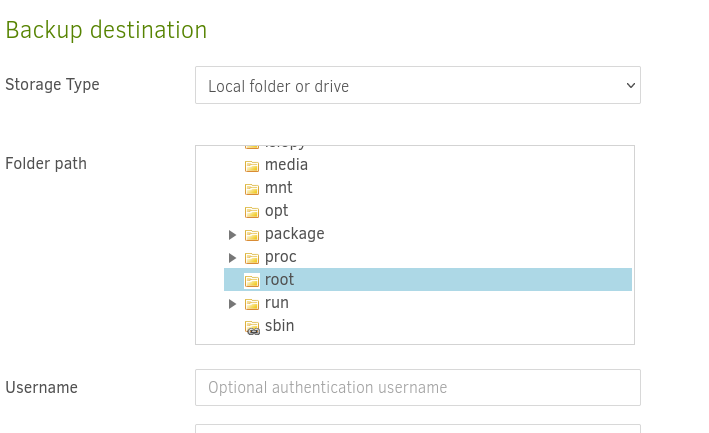 Backup destination
Storage Type
Local folder or drive
Folder path
media
mnt
opt
package
proc
root
run
sbin
Username
Optional authentication username